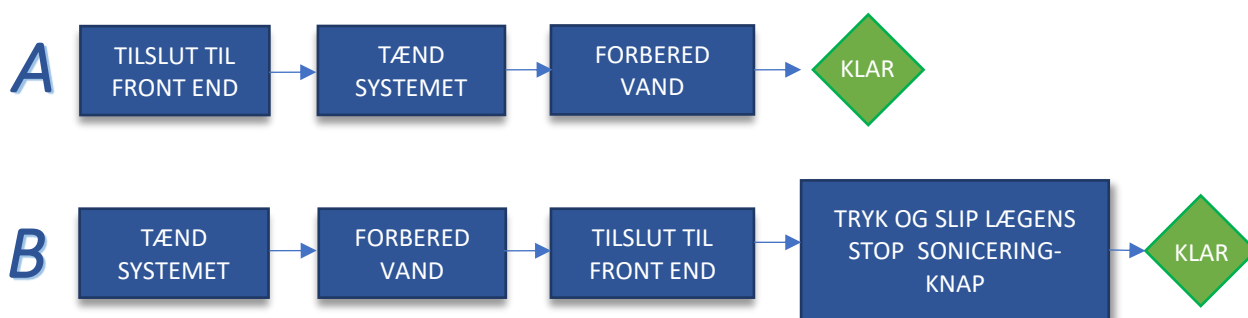 A
TILSLUT TIL
FRONT END
TÆND
SYSTEMET
FORBERED
VAND
KLAR
B
TÆND
SYSTEMET
FORBERED
VAND
TILSLUT TIL
FRONT END
TRYK OG SLIP LÆGENS
STOP SONICERING-
KNAP
KLAR